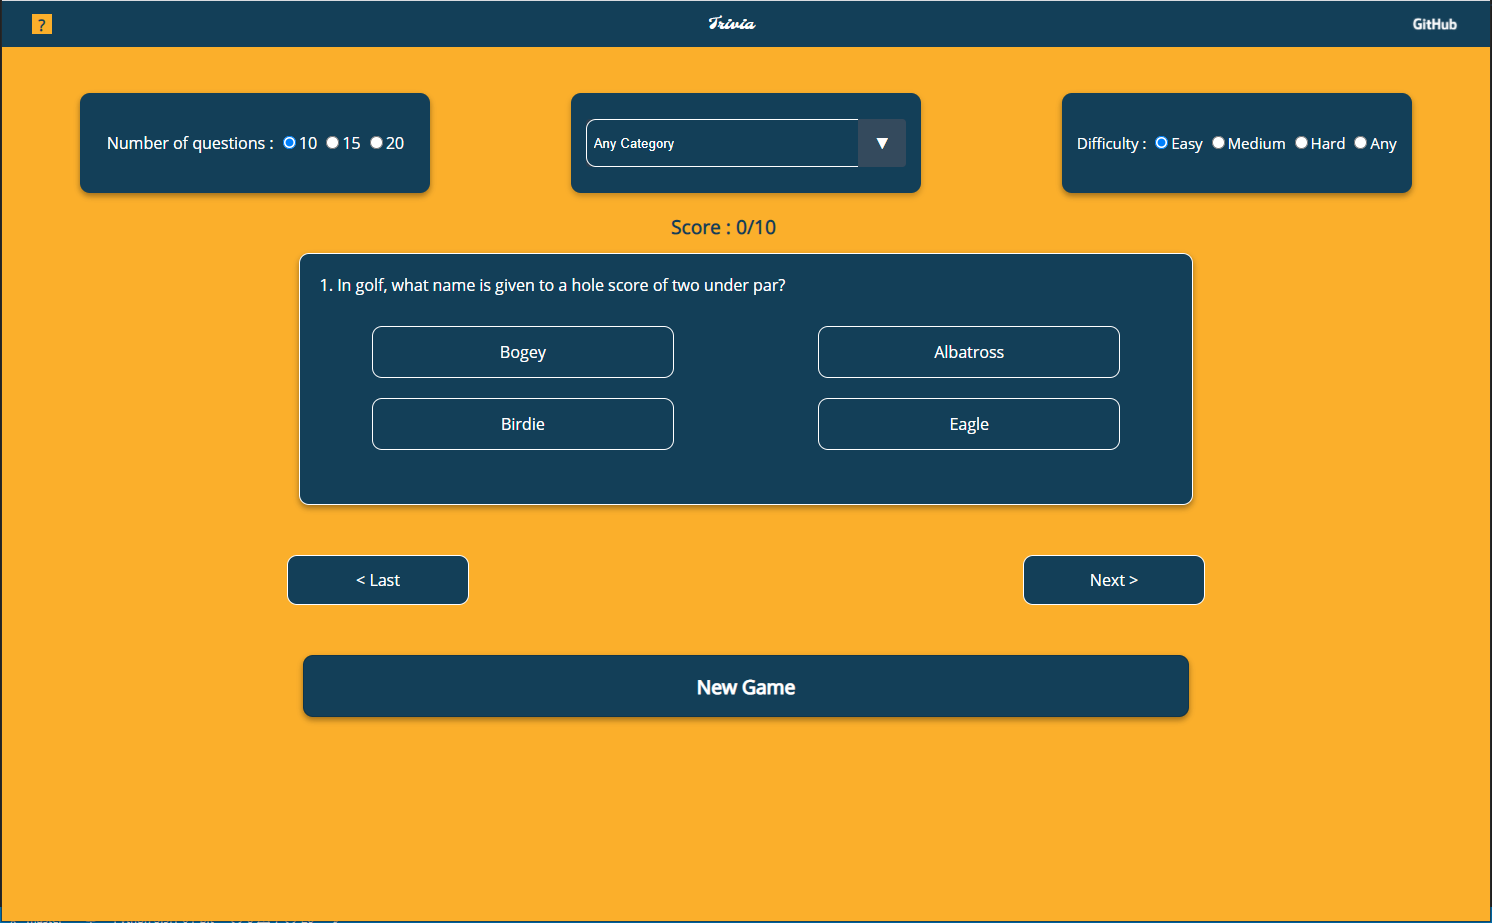 ?
Trivia
GitHub
Number of questions : 10 15 20
Any Category
▼
Difficulty : Easy Medium Hard Any
Score : 0/10
1. In golf, what name is given to a hole score of two under par?
Bogey
Albatross
Birdie
Eagle
< Last
Next >
New Game